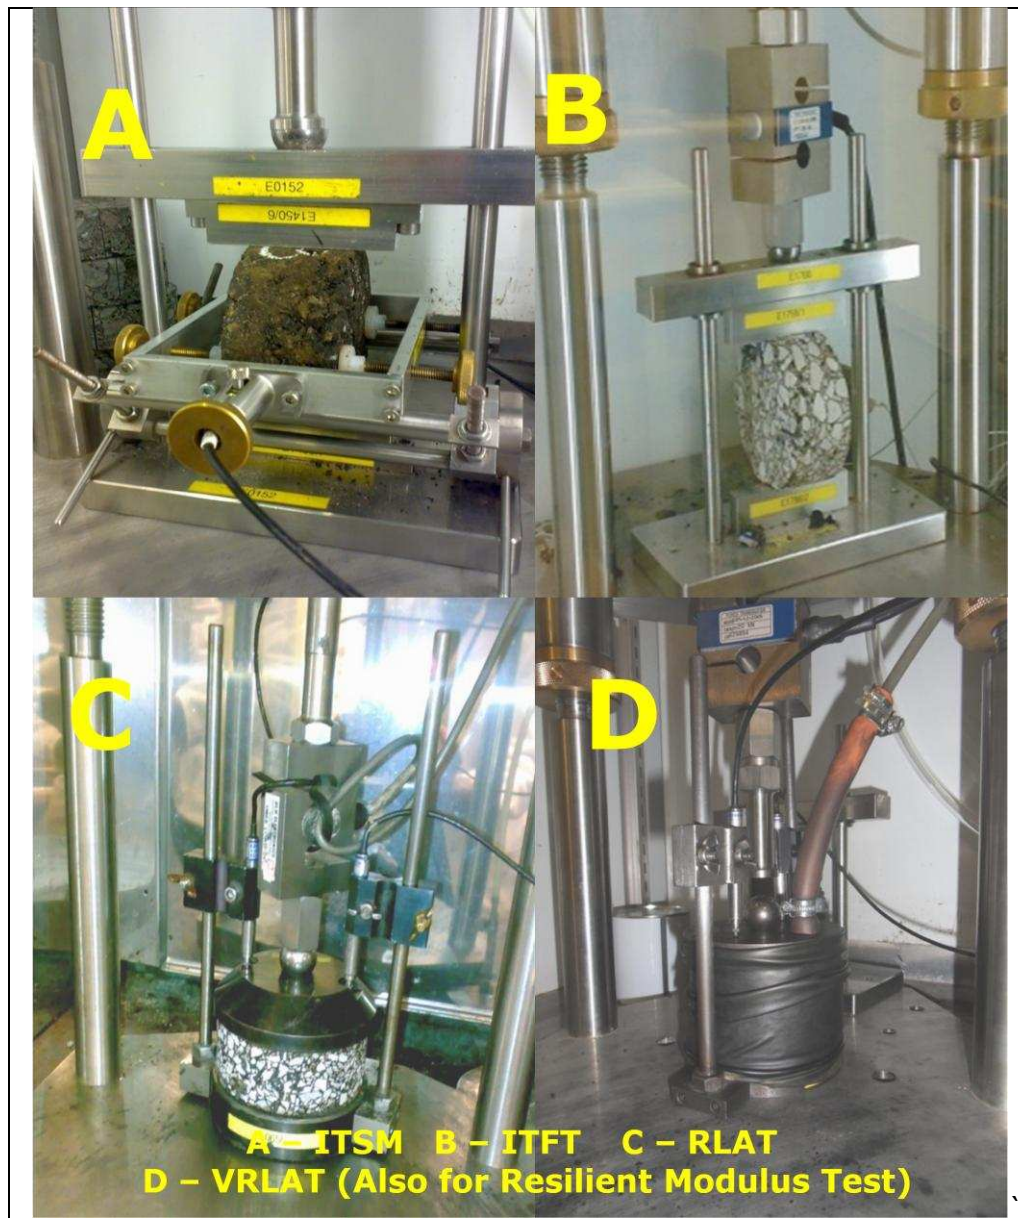 A
B
E0152
E1450/6
E0152
C
D
A – ITSM B – ITFT C – RLAT
D – VRLAT (Also for Resilient Modulus Test)